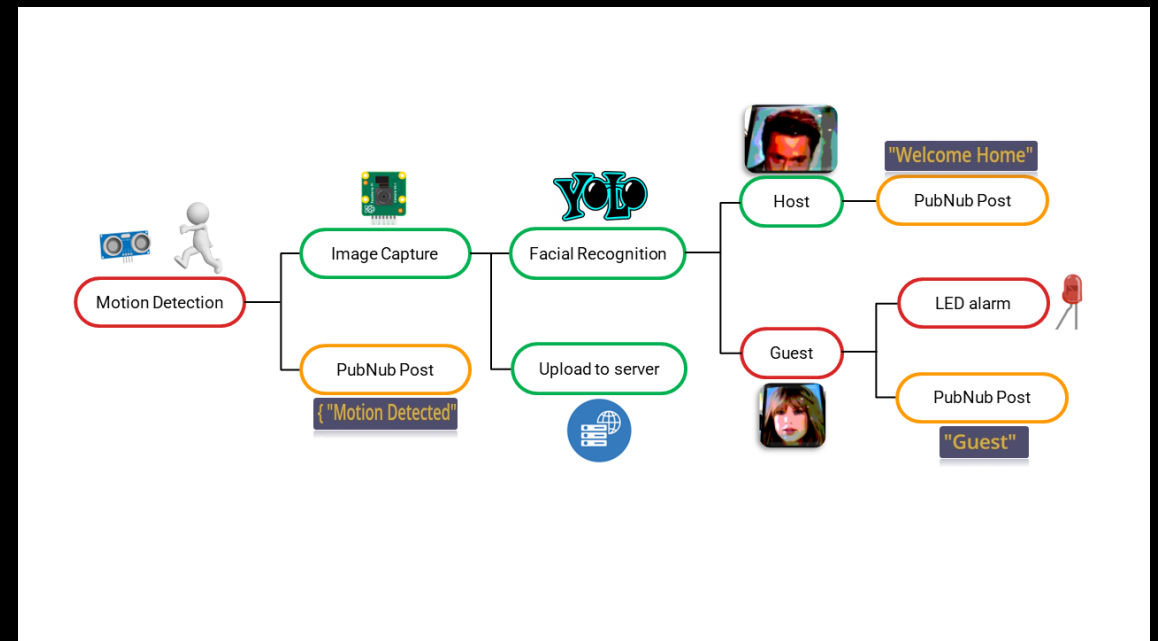 Motion Detection
Image Capture
PubNub Post
{ "Motion Detected"
YOLO
Facial Recognition
Upload to server
Host
"Welcome Home"
PubNub Post
Guest
LED alarm
PubNub Post
"Guest"